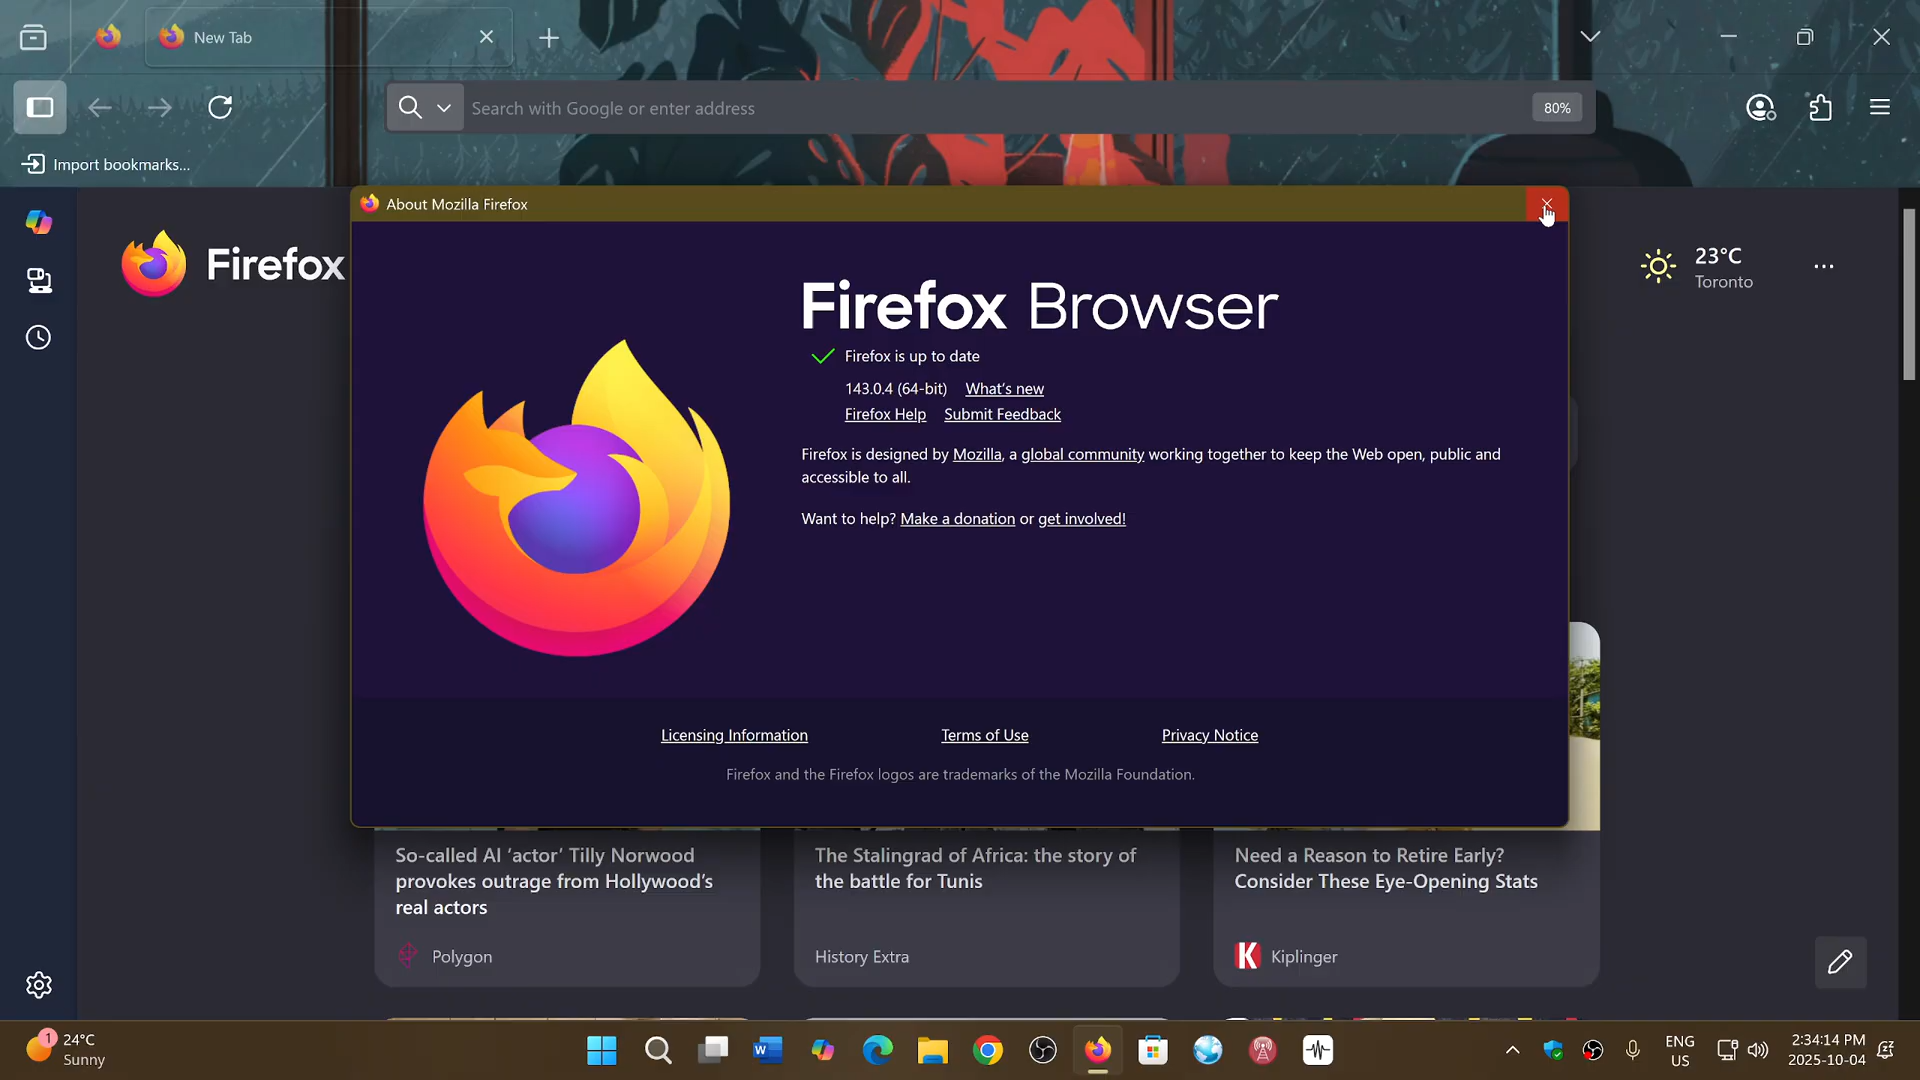 New Tab
Search with Google or enter address
80%
Import bookmarks...
About Mozilla Firefox
Firefox
23°C
Toronto
Firefox Browser
Firefox is up to date
143.0.4 (64-bit) What's new
Firefox Help Submit Feedback
Firefox is designed by Mozilla, a global community working together to keep the Web open, public and
accessible to all.
Want to help? Make a donation or get involved!
Licensing Information Terms of Use Privacy Notice
Firefox and the Firefox logos are trademarks of the Mozilla Foundation.
So-called AI ‘actor’ Tilly Norwood
provokes outrage from Hollywood’s
real actors
Polygon
The Stalingrad of Africa: the story of
the battle for Tunis
History Extra
Need a Reason to Retire Early?
Consider These Eye-Opening Stats
K Kiplinger
1
24°C
Sunny
W
ENG
US
2:34:14 PM
2025-10-04